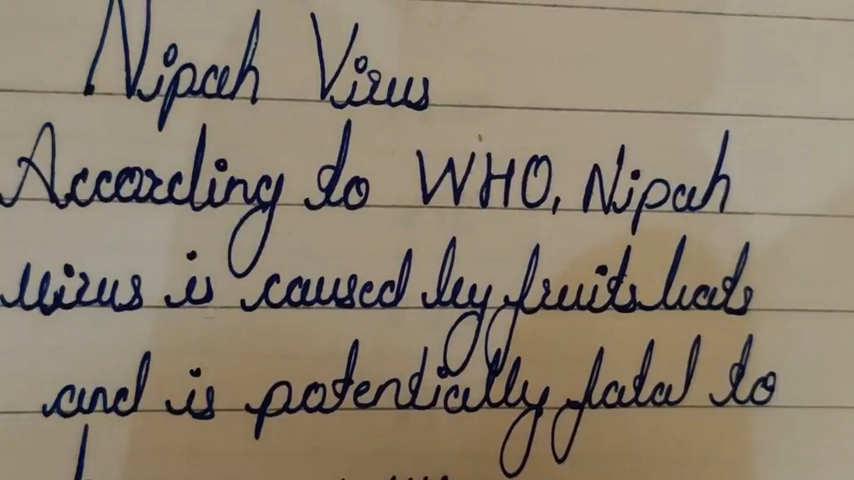 Nipah Virus
According to WHO, Nipah
virus is caused by fruits bats
and is potentially fatal to